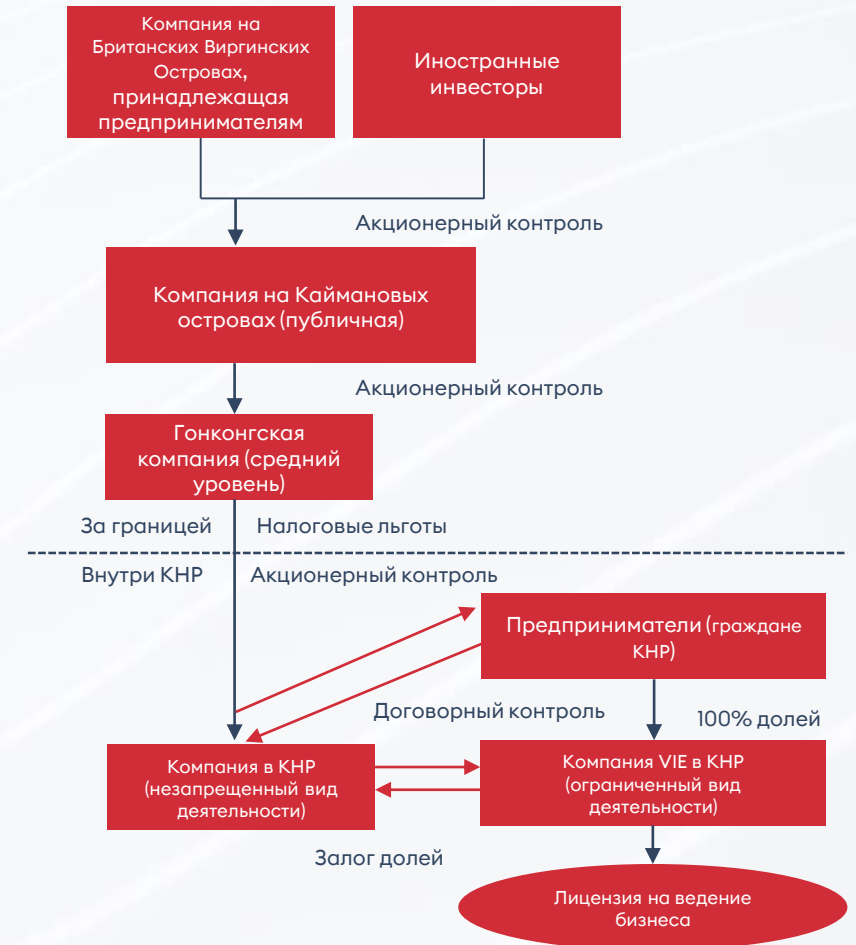 Компания на
Британских Виргинских
Островах,
принадлежащая
предпринимателям
Иностранные
инвесторы
Акционерный контроль
Компания на Каймановых
островах (публичная)
Акционерный контроль
Гонконгская
компания (средний
уровень)
За границей
Налоговые льготы
Внутри КНР
Акционерный контроль
Предприниматели (граждане
КНР)
Договорный контроль
100% долей
Компания в КНР
(незапрещенный вид
деятельности)
Компания VIE в КНР
(ограниченный вид
деятельности)
Залог долей
Лицензия на ведение
бизнеса